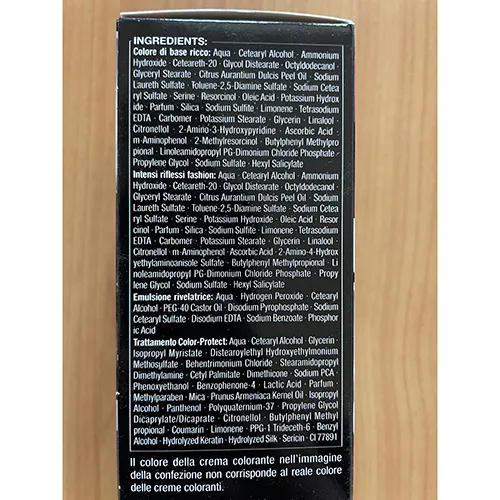 INGREDIENTS:
Colore di base ricco: Aqua · Cetearyl Alcohol · Ammonium
Hydroxide · Ceteareth-20 · Glycol Distearate · Octyldodecanol ·
Glyceryl Stearate · Citrus Aurantium Dulcis Peel Oil · Sodium
Laureth Sulfate · Toluene-2,5-Diamine Sulfate · Sodium Cetea
ryl Sulfate · Serine · Resorcinol · Oleic Acid · Potassium Hydrox
ide · Parfum · Silica · Sodium Sulfite · Limonene · Tetrasodium
EDTA · Carbomer · Potassium Stearate · Glycerin · Linalool ·
Citronellol · 2-Amino-3-Hydroxypyridine · Ascorbic Acid ·
m-Aminophenol · 2-Methylresorcinol · Butylphenyl Methylpro
pional · Linoleamidopropyl PG-Dimonium Chloride Phosphate ·
Propylene Glycol · Sodium Sulfate · Hexyl Salicylate
Intensi riflessi fashion: Aqua · Cetearyl Alcohol · Ammonium
Hydroxide · Ceteareth-20 · Glycol Distearate · Octyldodecanol ·
Glyceryl Stearate · Citrus Aurantium Dulcis Peel Oil · Sodium
Laureth Sulfate · Toluene-2,5-Diamine Sulfate · Sodium Cetear
yl Sulfate · Serine · Potassium Hydroxide · Oleic Acid · Resor
cinol · Parfum · Silica · Sodium Sulfite · Limonene · Tetrasodium
EDTA · Carbomer · Potassium Stearate · Glycerin · Linalool ·
Citronellol · m-Aminophenol · Ascorbic Acid · 2-Amino-4-Hydrox
yethylaminoanisole Sulfate · Butylphenyl Methylpropional · Li
noleamidopropyl PG-Dimonium Chloride Phosphate · Propy
lene Glycol · Sodium Sulfate · Hexyl Salicylate
Emulsione rivelatrice: Aqua · Hydrogen Peroxide · Cetearyl
Alcohol · PEG-40 Castor Oil · Disodium Pyrophosphate · Sodium
Cetearyl Sulfate · Disodium EDTA · Sodium Benzoate · Phosphor
ic Acid
Trattamento Color-Protect: Aqua · Cetearyl Alcohol · Glycerin ·
Isopropyl Myristate · Distearoylethyl Hydroxyethylmonium
Methosulfate · Behentrimonium Chloride · Stearamidopropyl
Dimethylamine · Cetyl Palmitate · Dimethicone · Sodium PCA ·
Phenoxyethanol · Benzophenone-4 · Lactic Acid · Parfum ·
Methylparaben · Mica · Prunus Armeniaca Kernel Oil · Isopropyl
Alcohol · Panthenol · Polyquaternium-37 · Propylene Glycol
Dicaprylate/Dicaprate · Citronellol · Butylphenyl Methyl
propional · Coumarin · Limonene · PPG-1 Trideceth-6 · Benzyl
Alcohol · Hydrolyzed Keratin · Hydrolyzed Silk · Sericin · CI 77891
Il colore della crema colorante nell'immagine
della confezione non corrisponde al reale colore
delle creme coloranti.